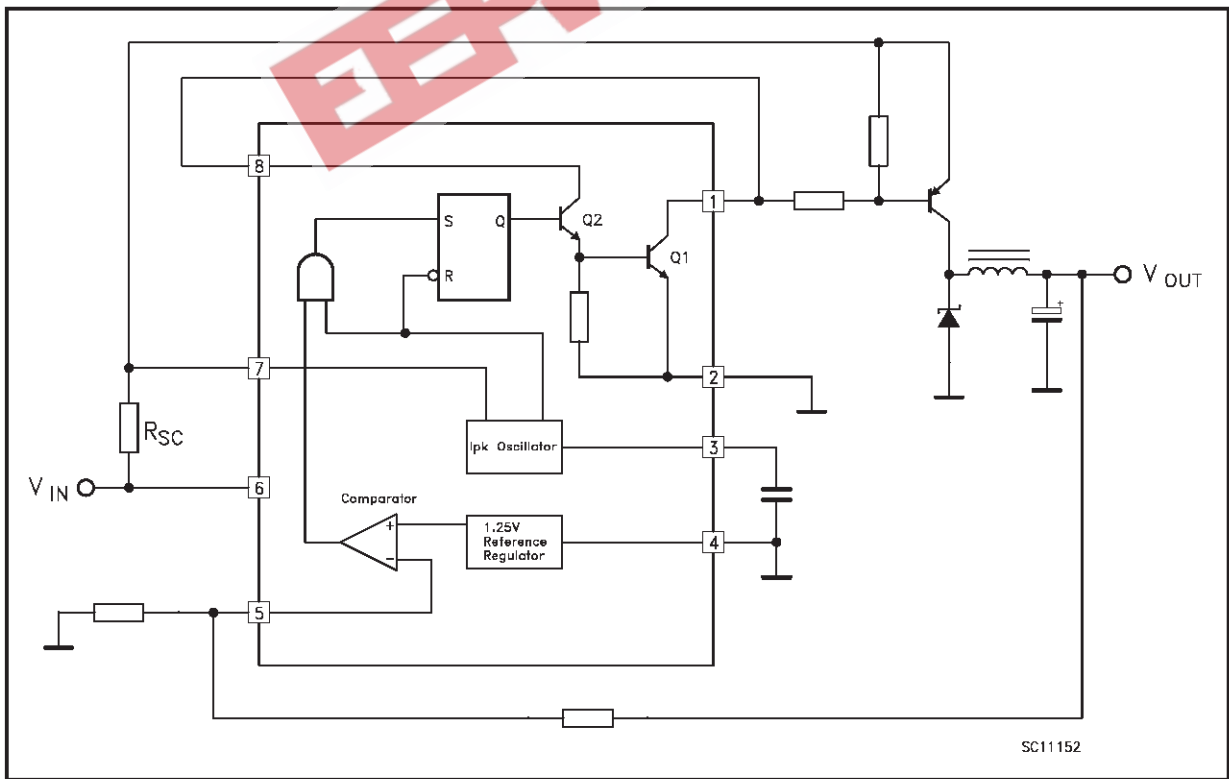 8
1
S
Q
Q2
R
Q1
7
2
RSC
Ipk Oscillator
3
VIN
6
Comparator
+
−
1.25V
Reference
Regulator
4
5
VOUT
+
SC11152